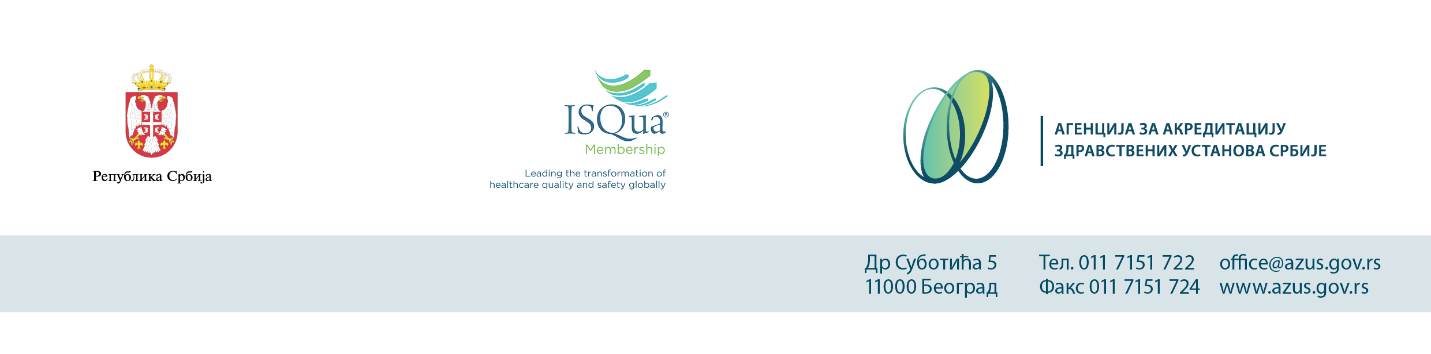 Република Србија
ISQua®
Membership
Leading the transformation of
healthcare quality and safety globally
АГЕНЦИЈА ЗА АКРЕДИТАЦИЈУ
ЗДРАВСТВЕНИХ УСТАНОВА СРБИЈЕ
Др Суботића 5
11000 Београд
Тел. 011 7151 722
Факс 011 7151 724
office@azus.gov.rs
www.azus.gov.rs